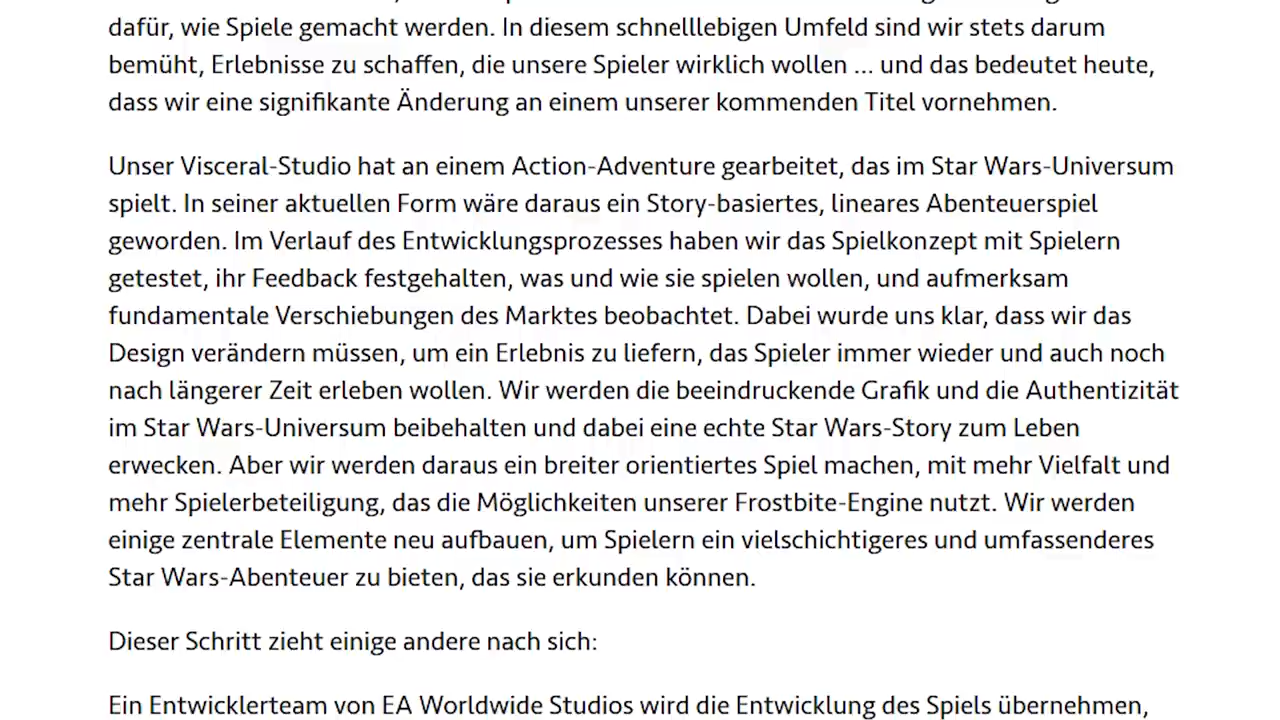 dafür, wie Spiele gemacht werden. In diesem schnelllebigen Umfeld sind wir stets darum
bemüht, Erlebnisse zu schaffen, die unsere Spieler wirklich wollen ... und das bedeutet heute,
dass wir eine signifikante Änderung an einem unserer kommenden Titel vornehmen.
Unser Visceral-Studio hat an einem Action-Adventure gearbeitet, das im Star Wars-Universum
spielt. In seiner aktuellen Form wäre daraus ein Story-basiertes, lineares Abenteuerspiel
geworden. Im Verlauf des Entwicklungsprozesses haben wir das Spielkonzept mit Spielern
getestet, ihr Feedback festgehalten, was und wie sie spielen wollen, und aufmerksam
fundamentale Verschiebungen des Marktes beobachtet. Dabei wurde uns klar, dass wir das
Design verändern müssen, um ein Erlebnis zu liefern, das Spieler immer wieder und auch noch
nach längerer Zeit erleben wollen. Wir werden die beeindruckende Grafik und die Authentizität
im Star Wars-Universum beibehalten und dabei eine echte Star Wars-Story zum Leben
erwecken. Aber wir werden daraus ein breiter orientiertes Spiel machen, mit mehr Vielfalt und
mehr Spielerbeteiligung, das die Möglichkeiten unserer Frostbite-Engine nutzt. Wir werden
einige zentrale Elemente neu aufbauen, um Spielern ein vielschichtigeres und umfassenderes
Star Wars-Abenteuer zu bieten, das sie erkunden können.
Dieser Schritt zieht einige andere nach sich:
Ein Entwicklerteam von EA Worldwide Studios wird die Entwicklung des Spiels übernehmen,